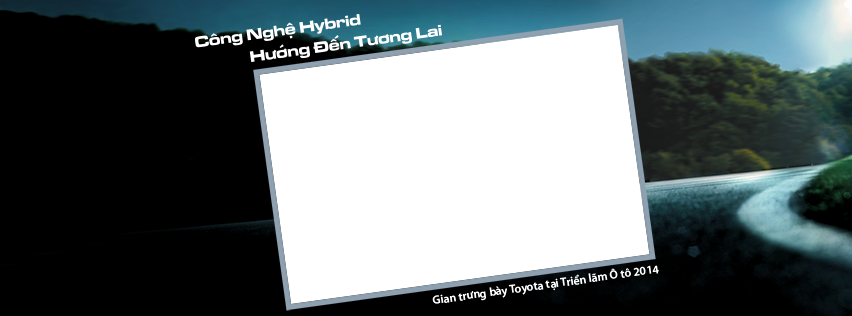 Công Nghệ Hybrid
Hướng Đến Tương Lai
Gian trưng bày Toyota tại Triển lãm Ô tô 2014